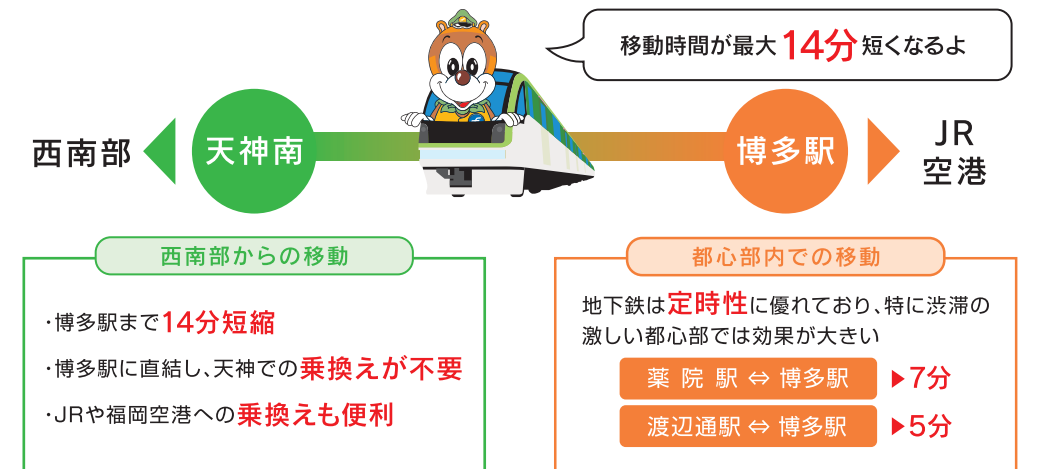 移動時間が最大14分短くなるよ
西南部
天神南
博多駅
JR
空港
西南部からの移動
・博多駅まで14分短縮
・博多駅に直結し、天神での乗換えが不要
・JRや福岡空港への乗換えも便利
都心部内での移動
地下鉄は定時性に優れており、特に渋滞の
激しい都心部では効果が大きい
薬院駅⇔博多駅 ▶7分
渡辺通駅⇔博多駅 ▶5分